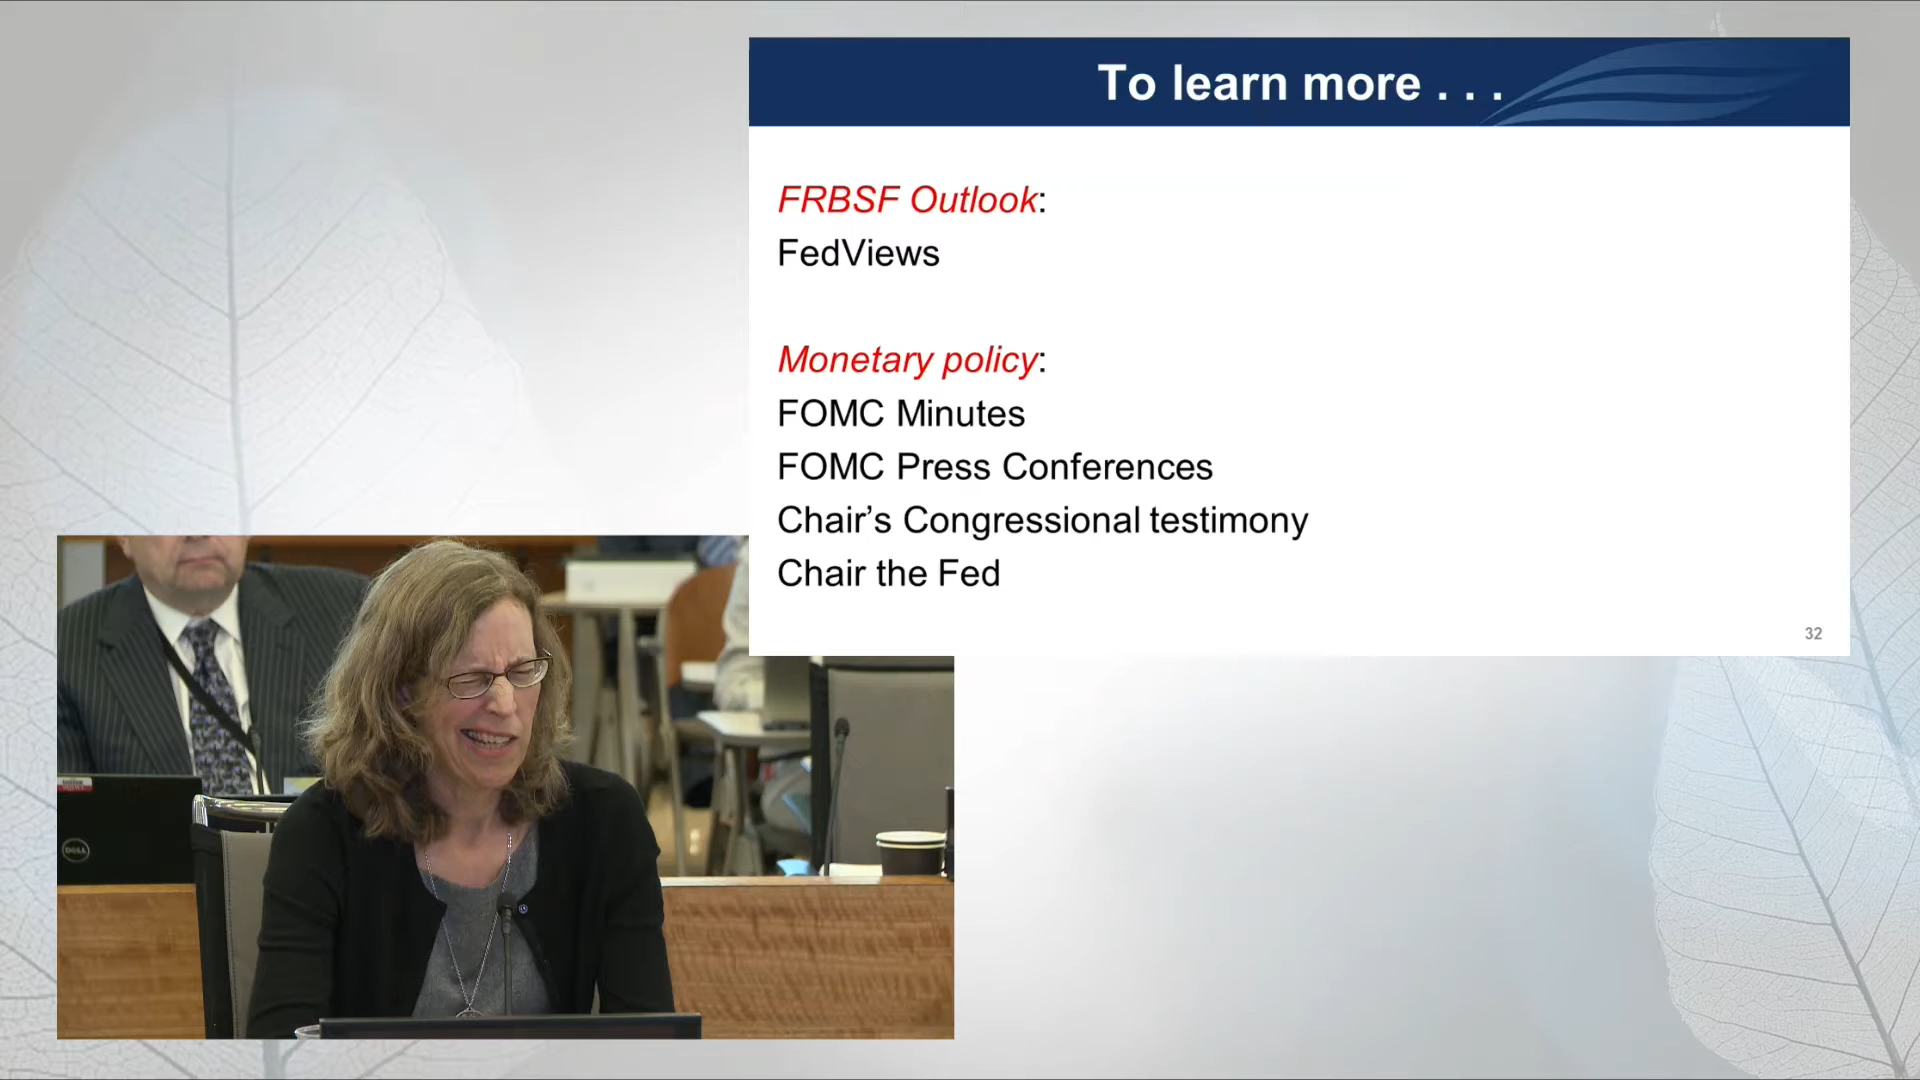 To learn more . . .
FRBSF Outlook:
FedViews
Monetary policy:
FOMC Minutes
FOMC Press Conferences
Chair’s Congressional testimony
Chair the Fed
32
DELL